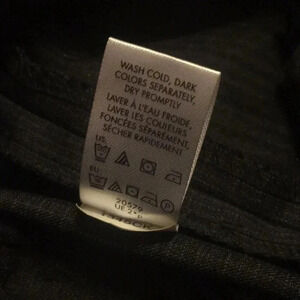 WASH COLD, DARK
COLORS SEPARATELY,
DRY PROMPTLY
LAVER À L'EAU FROIDE.
LAVER LES COULEURS
FONCÉES SÉPARÉMENT,
SÉCHER RAPIDEMENT
US:
EU:
20579